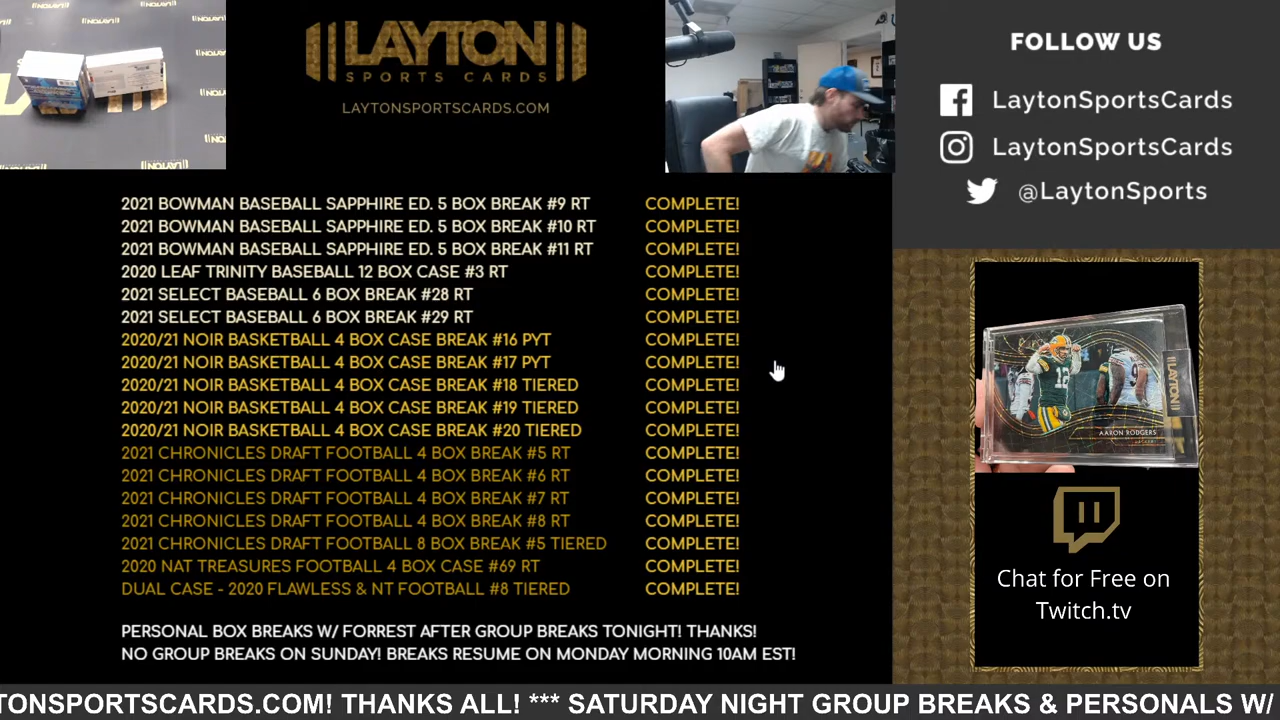 LAYTON
SPORTS CARDS
LAYTONSPORTSCARDS.COM
FOLLOW US
LaytonSportsCards
LaytonSportsCards
@LaytonSports
2021 BOWMAN BASEBALL SAPPHIRE ED. 5 BOX BREAK #9 RT COMPLETE!
2021 BOWMAN BASEBALL SAPPHIRE ED. 5 BOX BREAK #10 RT COMPLETE!
2021 BOWMAN BASEBALL SAPPHIRE ED. 5 BOX BREAK #11 RT COMPLETE!
2020 LEAF TRINITY BASEBALL 12 BOX CASE #3 RT COMPLETE!
2021 SELECT BASEBALL 6 BOX BREAK #28 RT COMPLETE!
2021 SELECT BASEBALL 6 BOX BREAK #29 RT COMPLETE!
2020/21 NOIR BASKETBALL 4 BOX CASE BREAK #16 PYT COMPLETE!
2020/21 NOIR BASKETBALL 4 BOX CASE BREAK #17 PYT COMPLETE!
2020/21 NOIR BASKETBALL 4 BOX CASE BREAK #18 TIERED COMPLETE!
2020/21 NOIR BASKETBALL 4 BOX CASE BREAK #19 TIERED COMPLETE!
2020/21 NOIR BASKETBALL 4 BOX CASE BREAK #20 TIERED COMPLETE!
2021 CHRONICLES DRAFT FOOTBALL 4 BOX BREAK #5 RT COMPLETE!
2021 CHRONICLES DRAFT FOOTBALL 4 BOX BREAK #6 RT COMPLETE!
2021 CHRONICLES DRAFT FOOTBALL 4 BOX BREAK #7 RT COMPLETE!
2021 CHRONICLES DRAFT FOOTBALL 4 BOX BREAK #8 RT COMPLETE!
2021 CHRONICLES DRAFT FOOTBALL 8 BOX BREAK #5 TIERED COMPLETE!
2020 NAT TREASURES FOOTBALL 4 BOX CASE #69 RT COMPLETE!
DUAL CASE - 2020 FLAWLESS & NT FOOTBALL #8 TIERED COMPLETE!
PERSONAL BOX BREAKS W/ FORREST AFTER GROUP BREAKS TONIGHT! THANKS!
NO GROUP BREAKS ON SUNDAY! BREAKS RESUME ON MONDAY MORNING 10AM EST!
AARON RODGERS
LAYTON
Chat for Free on
Twitch.tv
TONSPORTSCARDS.COM! THANKS ALL! *** SATURDAY NIGHT GROUP BREAKS & PERSONALS W/